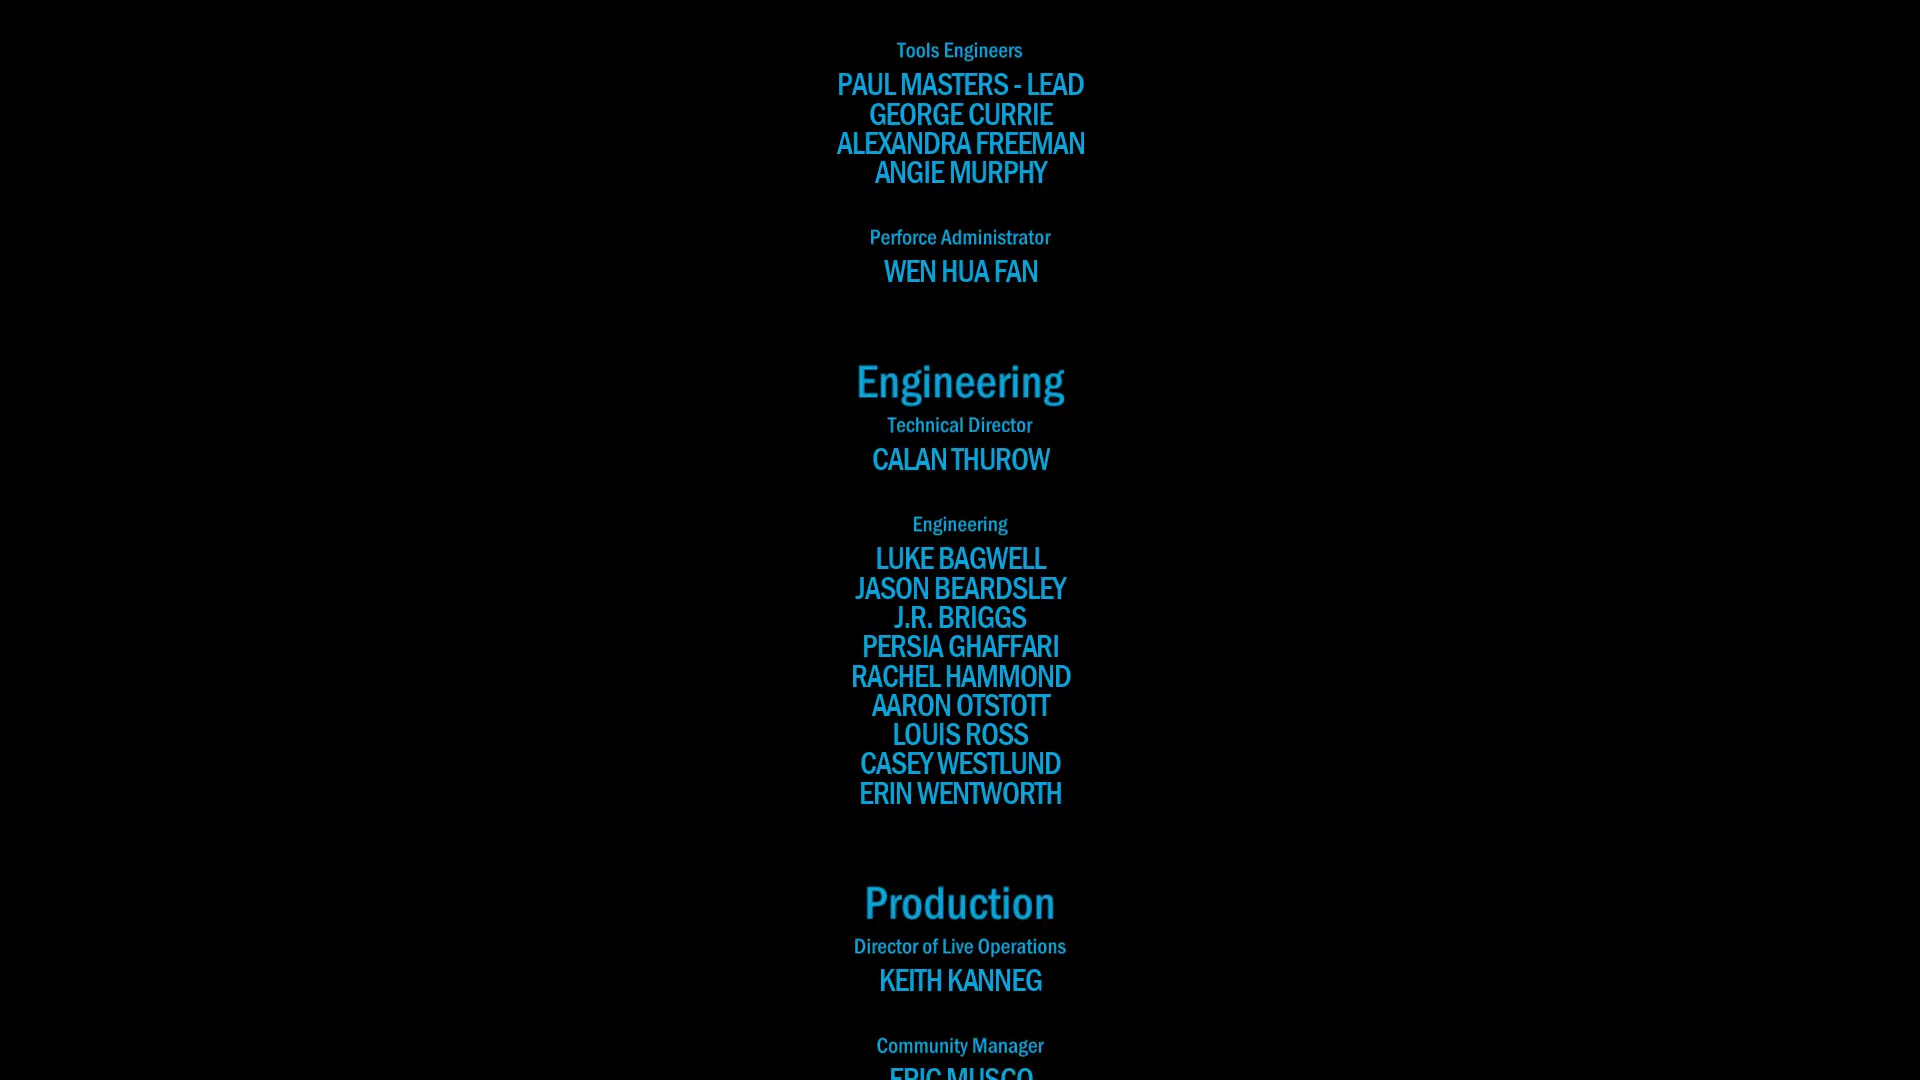 Tools Engineers
PAUL MASTERS - LEAD
GEORGE CURRIE
ALEXANDRA FREEMAN
ANGIE MURPHY
Perforce Administrator
WEN HUA FAN
Engineering
Technical Director
CALAN THUROW
Engineering
LUKE BAGWELL
JASON BEARDSLEY
J.R. BRIGGS
PERSIA GHAFFARI
RACHEL HAMMOND
AARON OTSTOTT
LOUIS ROSS
CASEY WESTLUND
ERIN WENTWORTH
Production
Director of Live Operations
KEITH KANNEG
Community Manager
ERIC MUSCO